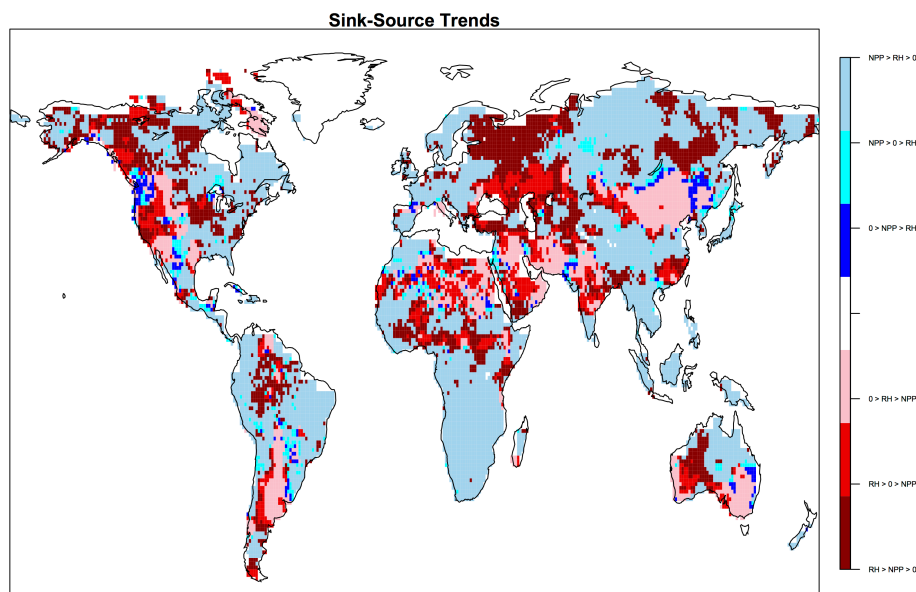 Sink-Source Trends
NPP > RH > 0
NPP > 0 > RH
0 > NPP > RH
0 > RH > NPP
RH > 0 > NPP
RH > NPP > 0